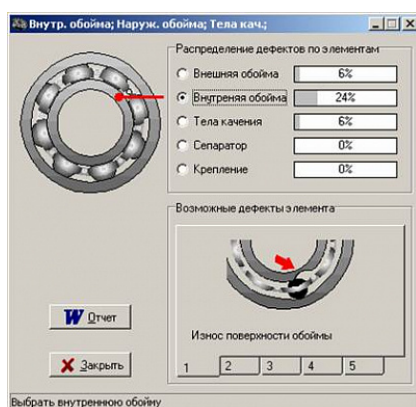 Внутр. обойма; Наруж. обойма; Тела кач.;
Распределение дефектов по элементам
Внешняя обойма 6%
Внутреняя обойма 24%
Тела качения 6%
Сепаратор 0%
Крепление 0%
Возможные дефекты элемента
Износ поверхности обоймы
1 2 3 4 5
W Отчет
Закрыть
Выбрать внутреннюю обойму